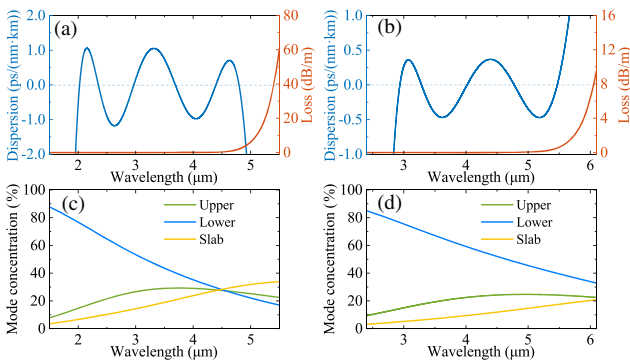 (a)
Dispersion (ps/(nm·km))
2.0
1.0
0.0
-1.0
-2.0
80
60
40
20
0
Loss (dB/m)
2 3 4 5
Wavelength (μm)
(b)
Dispersion (ps/(nm·km))
1.0
0.5
0.0
-0.5
-1.0
16
12
8
4
0
Loss (dB/m)
3 4 5 6
Wavelength (μm)
(c)
Mode concentration (%)
100
80
60
40
20
0
Upper
Lower
Slab
2 3 4 5
Wavelength (μm)
(d)
Mode concentration (%)
100
80
60
40
20
0
Upper
Lower
Slab
3 4 5 6
Wavelength (μm)